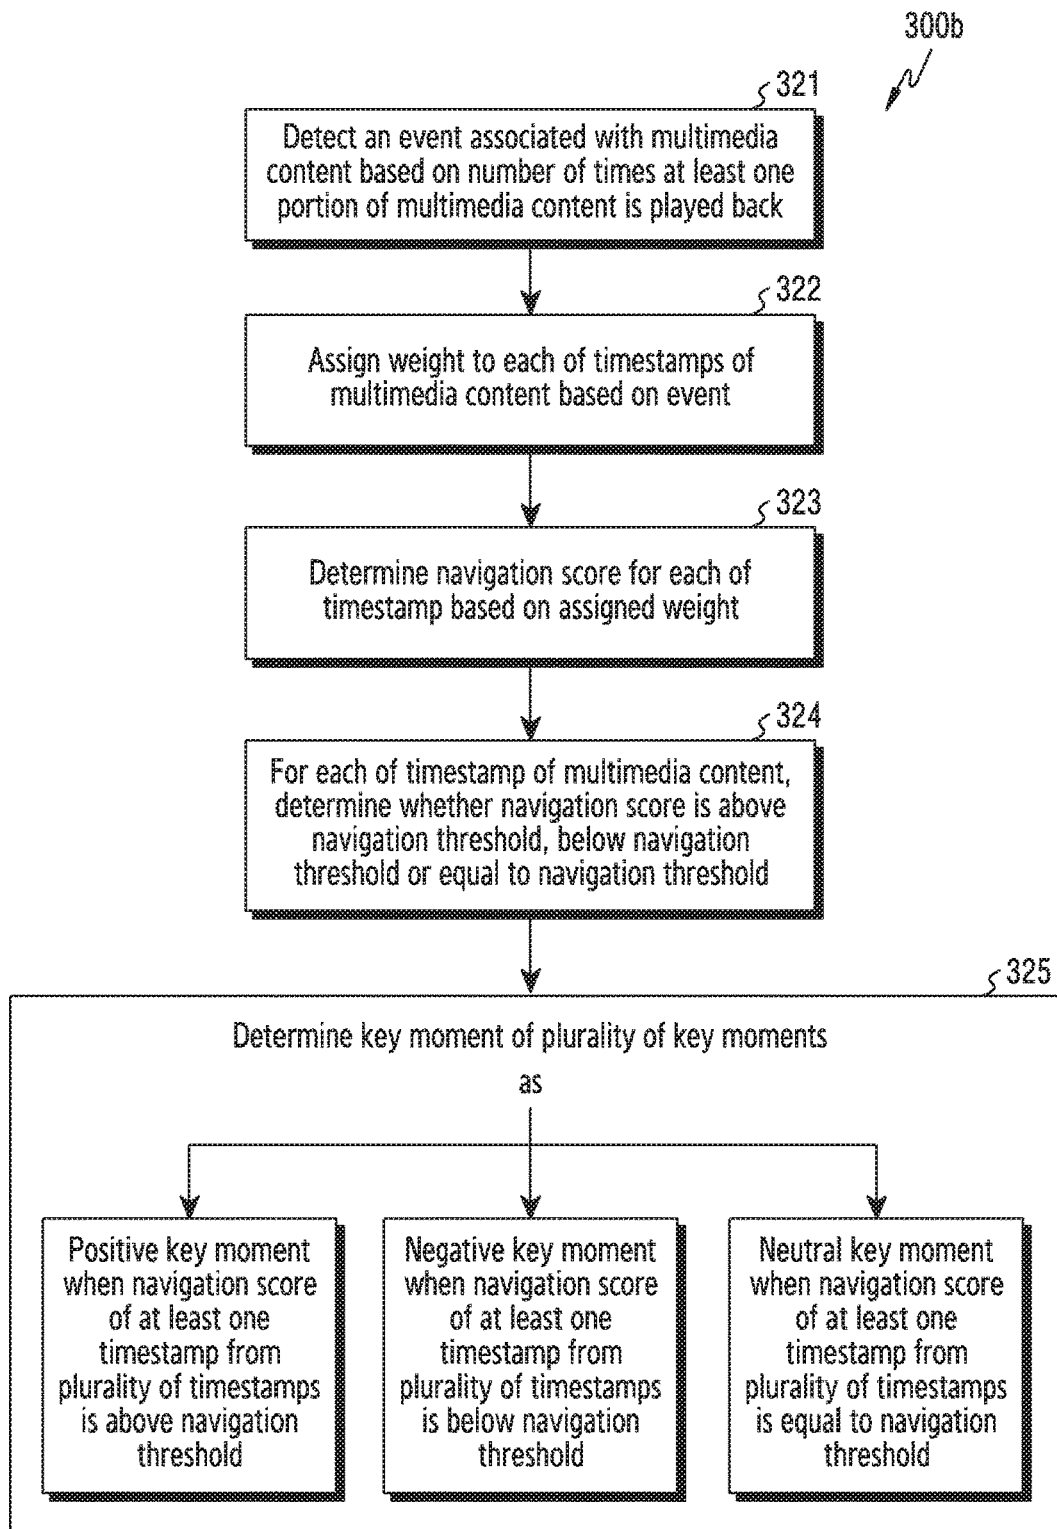 300b
321
Detect an event associated with multimedia
content based on number of times at least one
portion of multimedia content is played back
322
Assign weight to each of timestamps of
multimedia content based on event
323
Determine navigation score for each of
timestamp based on assigned weight
324
For each of timestamp of multimedia content,
determine whether navigation score is above
navigation threshold, below navigation
threshold or equal to navigation threshold
325
Determine key moment of plurality of key moments
as
Positive key moment
when navigation score
of at least one
timestamp from
plurality of timestamps
is above navigation
threshold
Negative key moment
when navigation score
of at least one
timestamp from
plurality of timestamps
is below navigation
threshold
Neutral key moment
when navigation score
of at least one
timestamp from
plurality of timestamps
is equal to navigation
threshold